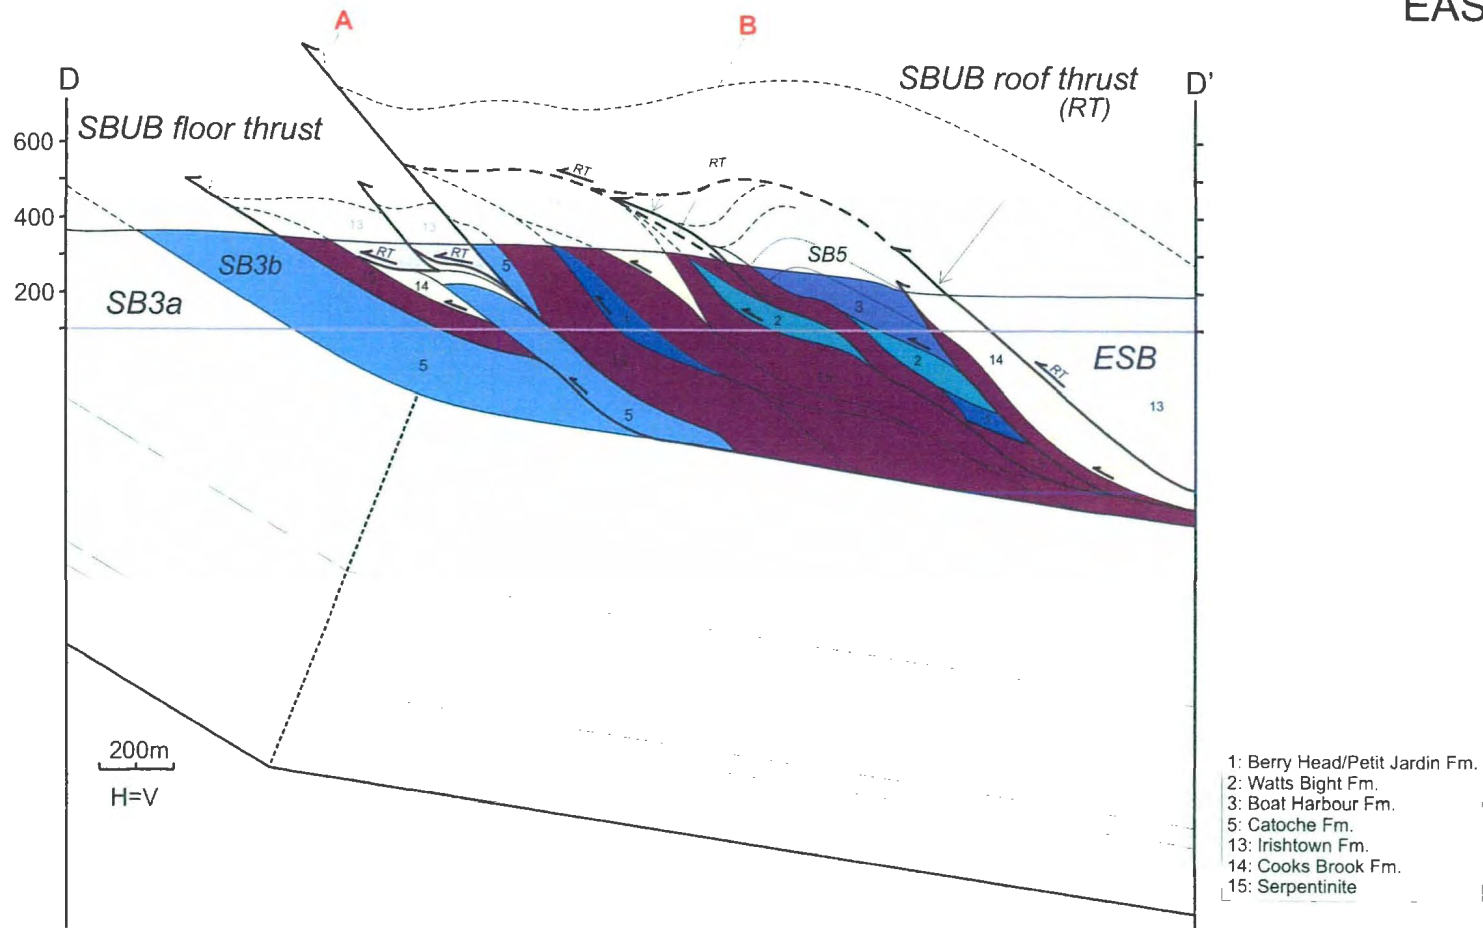 EAS
A
B
D
SBUB roof thrust
(RT)
D'
SBUB floor thrust
600
RT
RT
400
13
13
RT
RT
SB5
SB3b
5
200
SB3a
14
3
1
2
14
RT
2
ESB
5
13
5
200m
H=V
1: Berry Head/Petit Jardin Fm.
2: Watts Bight Fm.
3: Boat Harbour Fm.
5: Catoche Fm.
13: Irishtown Fm.
14: Cooks Brook Fm.
15: Serpentinite